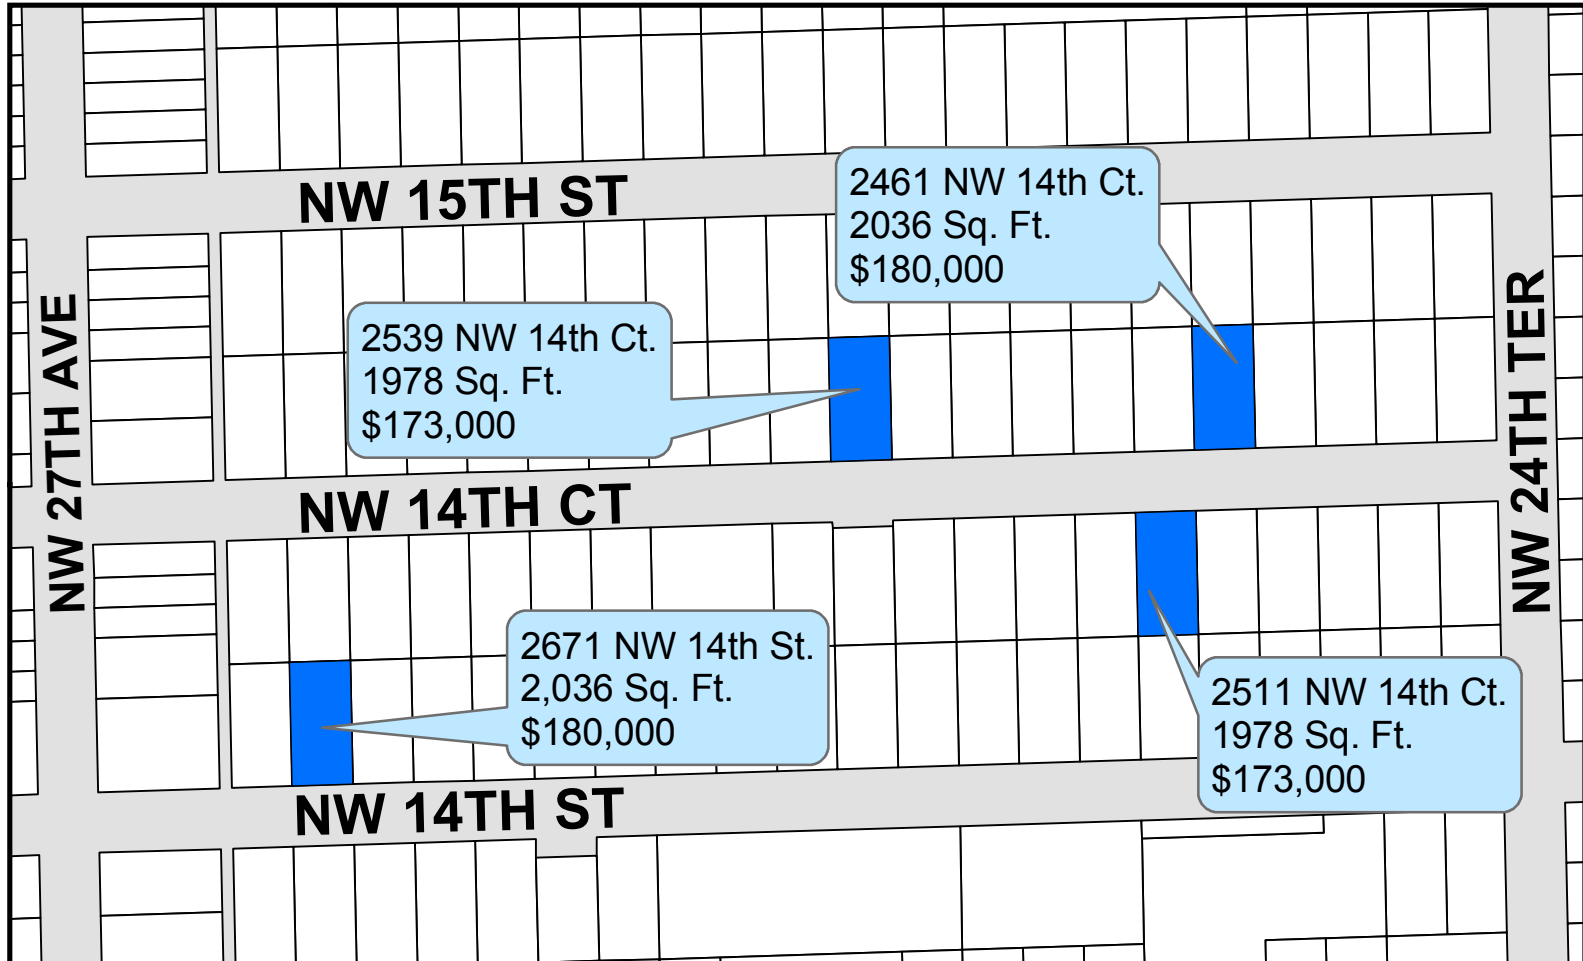 NW 15TH ST
2461 NW 14th Ct.
2036 Sq. Ft.
$180,000
NW 27TH AVE
2539 NW 14th Ct.
1978 Sq. Ft.
$173,000
NW 24TH TER
NW 14TH CT
2671 NW 14th St.
2,036 Sq. Ft.
$180,000
2511 NW 14th Ct.
1978 Sq. Ft.
$173,000
NW 14TH ST